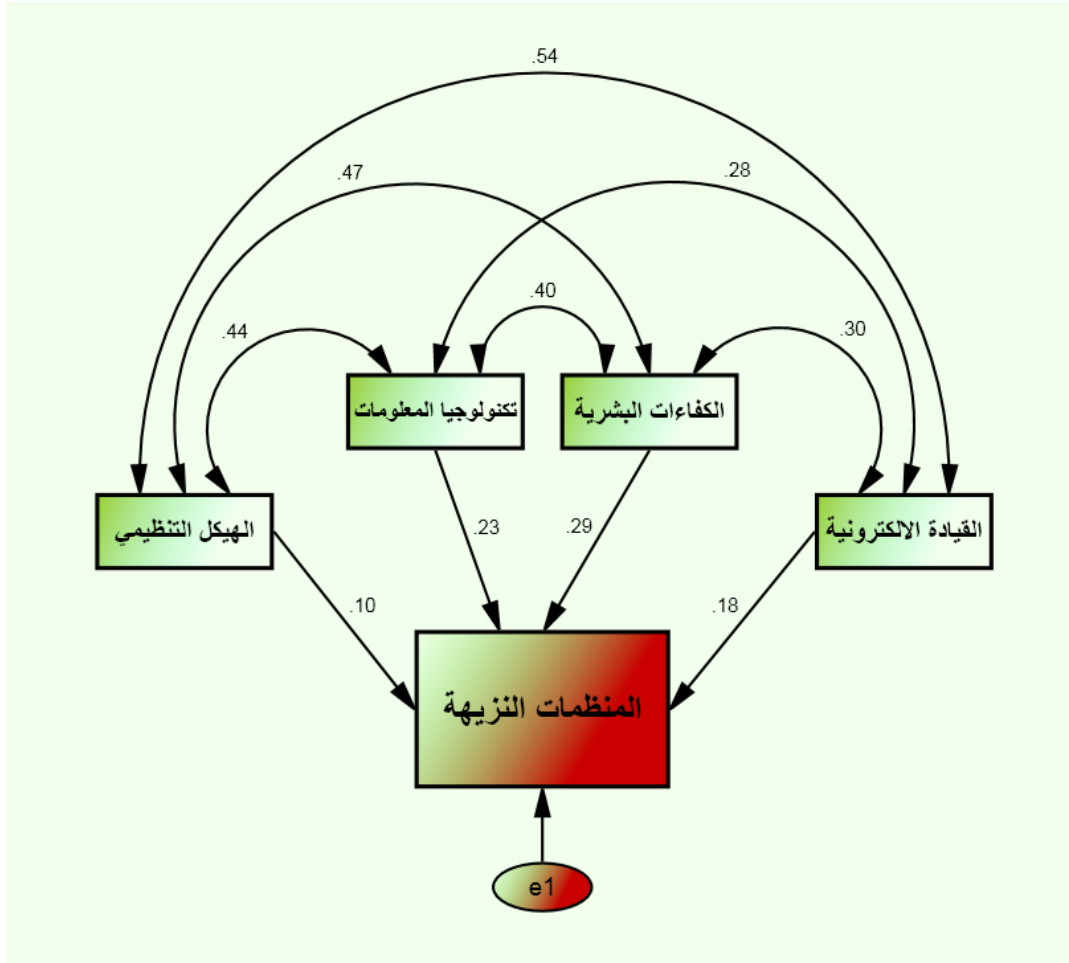 .54
.47
.28
.40
.44
.30
تكنولوجيا المعلومات
الكفاءات البشرية
الهيكل التنظيمي
القيادة الالكترونية
.23
.29
.10
.18
المنظمات النزيهة
e1